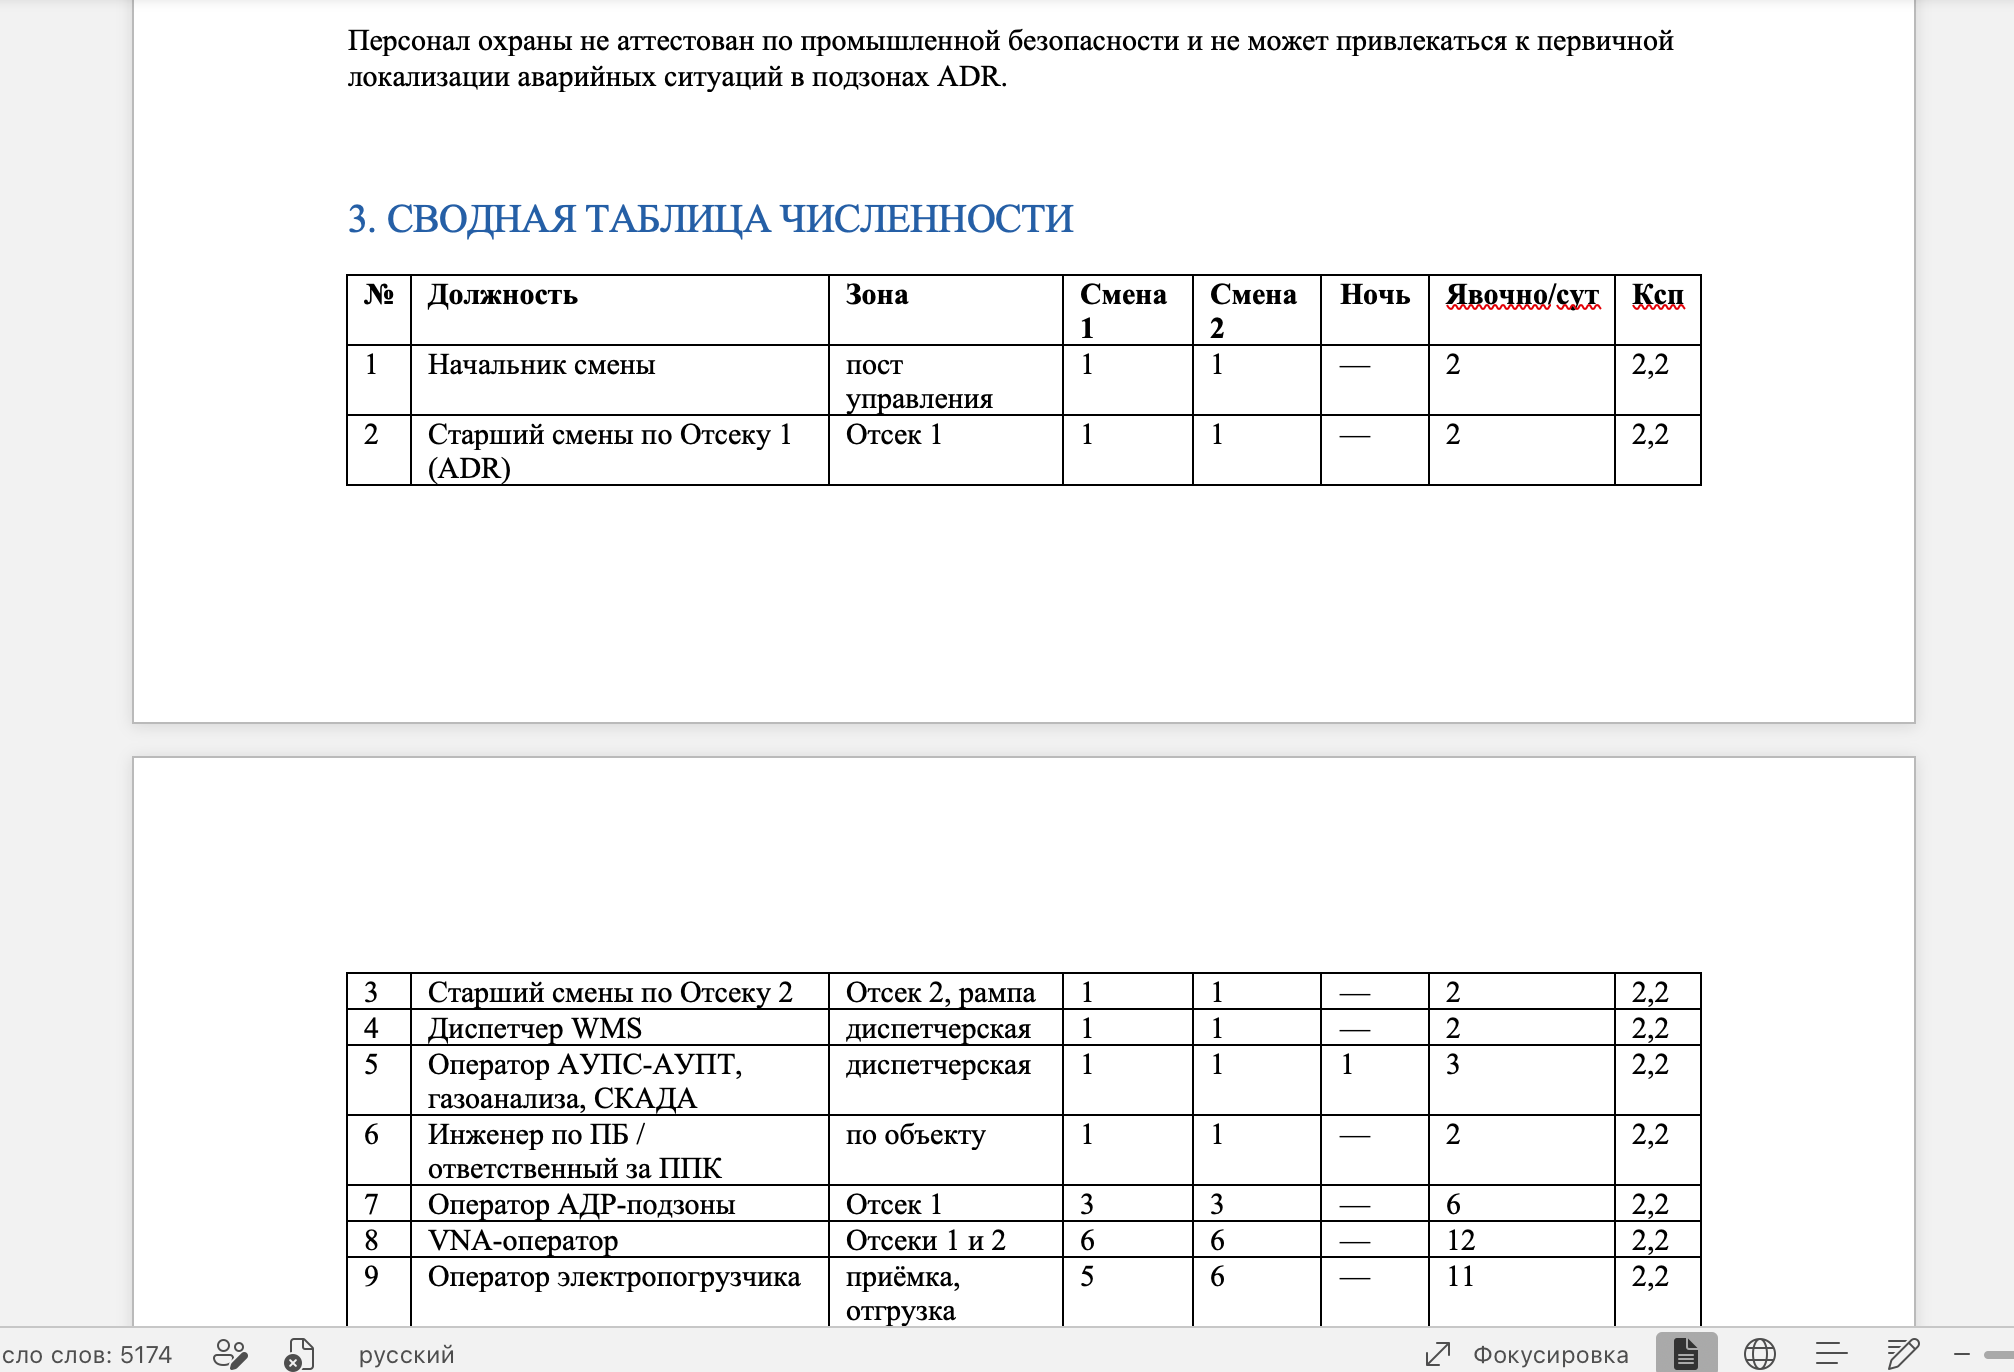 Персонал охраны не аттестован по промышленной безопасности и не может привлекаться к первичной
локализации аварийных ситуаций в подзонах ADR.
3. СВОДНАЯ ТАБЛИЦА ЧИСЛЕННОСТИ
№ Должность Зона Смена 1 Смена 2 Ночь Явочно/сут Ксп
1 Начальник смены пост управления 1 1 — 2 2,2
2 Старший смены по Отсеку 1 (ADR) Отсек 1 1 1 — 2 2,2
3 Старший смены по Отсеку 2 Отсек 2, рампа 1 1 — 2 2,2
4 Диспетчер WMS диспетчерская 1 1 — 2 2,2
5 Оператор АУПС-АУПТ, газоанализа, СКАДА диспетчерская 1 1 1 3 2,2
6 Инженер по ПБ / ответственный за ППК по объекту 1 1 — 2 2,2
7 Оператор АДР-подзоны Отсек 1 3 3 — 6 2,2
8 VNA-оператор Отсеки 1 и 2 6 6 — 12 2,2
9 Оператор электропогрузчика приёмка, отгрузка 5 6 — 11 2,2
сло слов: 5174 русский Фокусировка